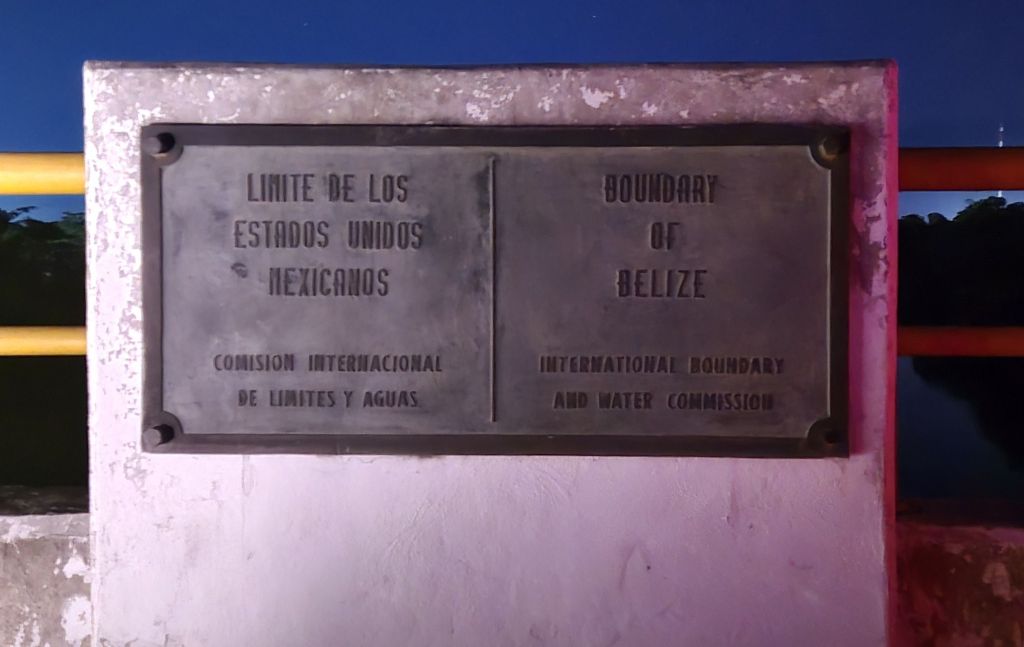 LIMITE DE LOS
ESTADOS UNIDOS
MEXICANOS
COMISION INTERNACIONAL
DE LIMITES Y AGUAS
BOUNDARY
OF
BELIZE
INTERNATIONAL BOUNDARY
AND WATER COMMISSION